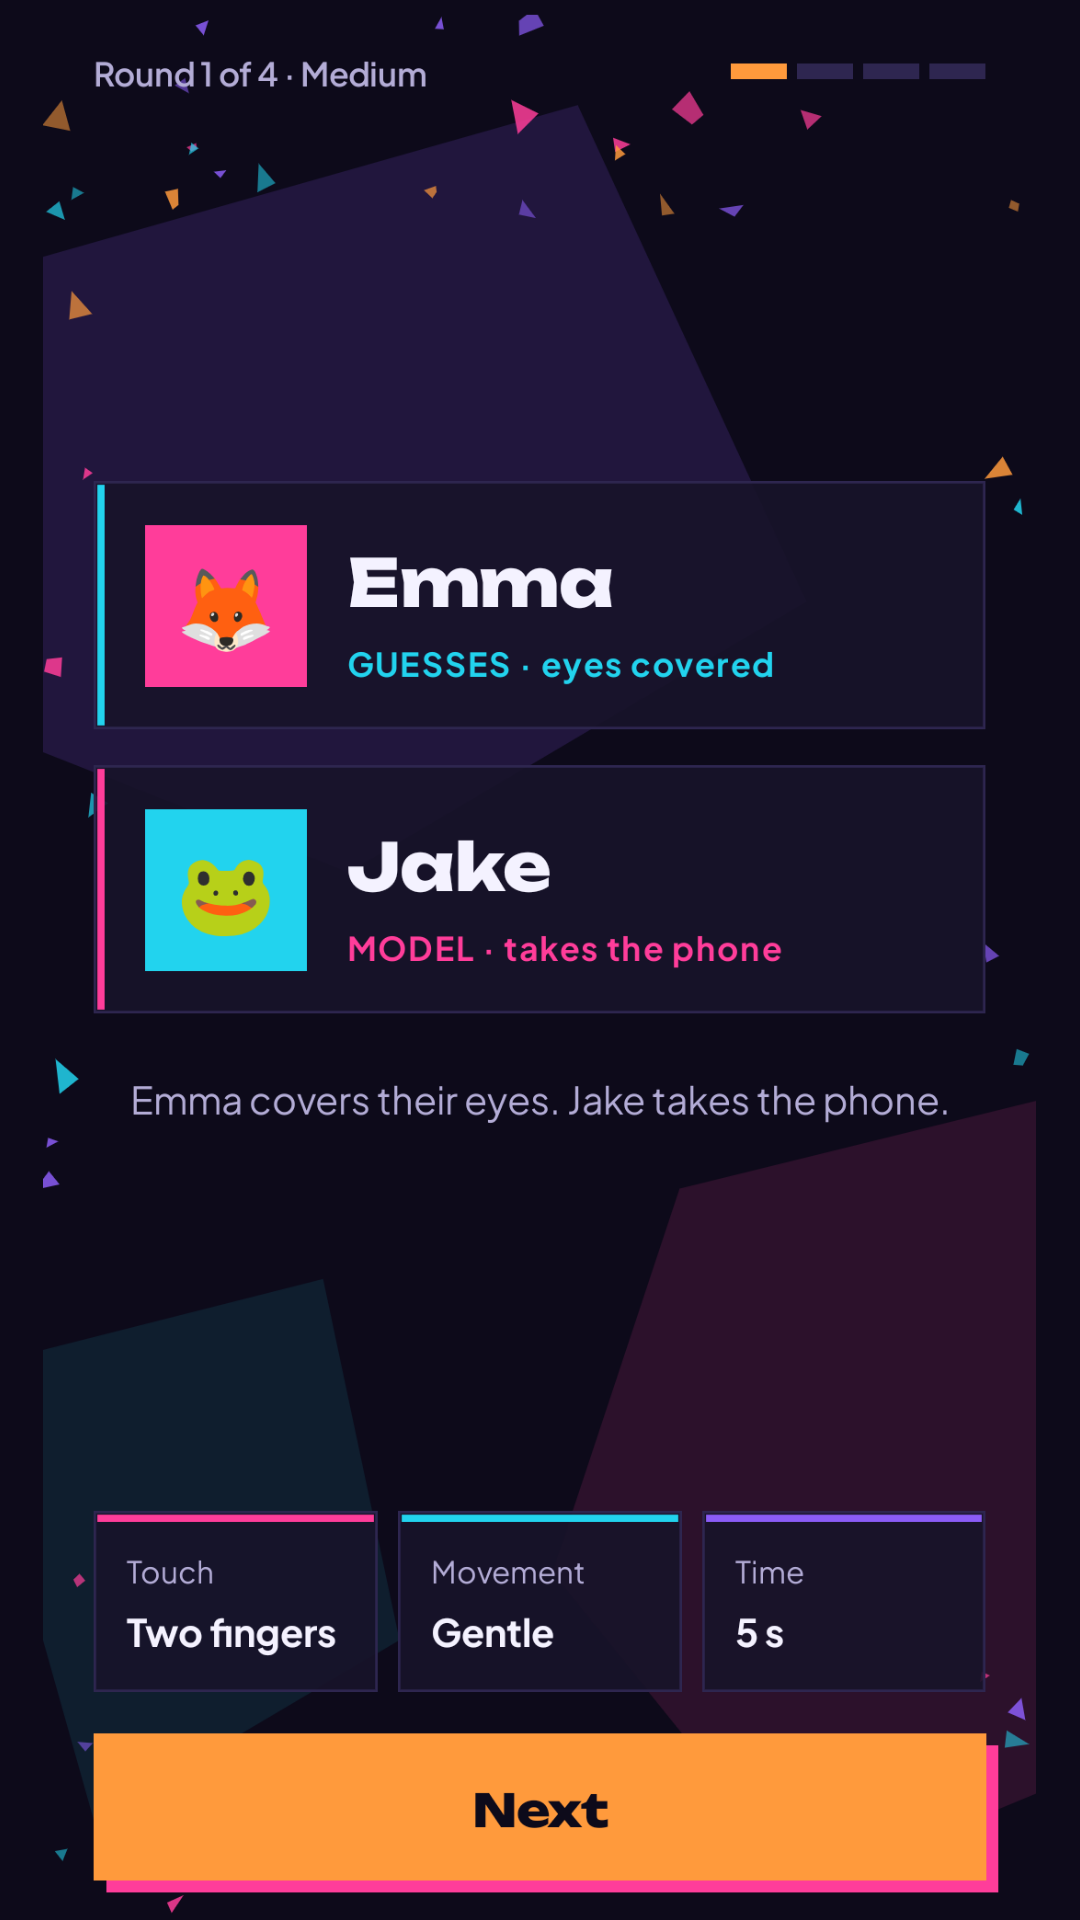 Round 1 of 4 · Medium
Emma
GUESSES · eyes covered
Jake
MODEL · takes the phone
Emma covers their eyes. Jake takes the phone.
Touch
Two fingers
Movement
Gentle
Time
5 s
Next